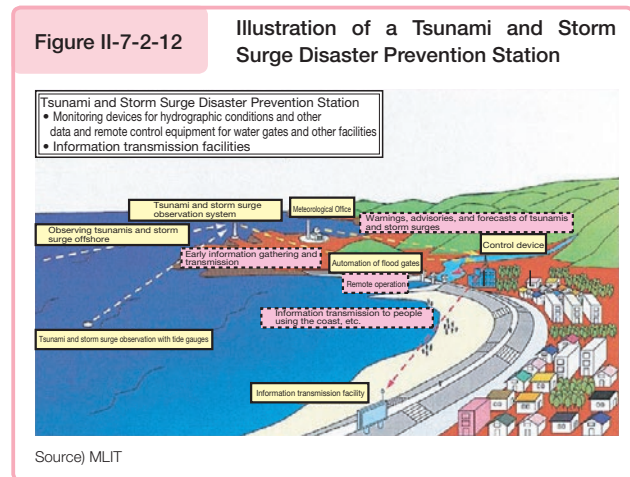 Figure II-7-2-12
Illustration of a Tsunami and Storm
Surge Disaster Prevention Station
Tsunami and Storm Surge Disaster Prevention Station
• Monitoring devices for hydrographic conditions and other
data and remote control equipment for water gates and other facilities
• Information transmission facilities
Tsunami and storm surge
observation system
Meteorological Office
Warnings, advisories, and forecasts of tsunamis
and storm surges
Observing tsunamis and storm
surge offshore
Control device
Early information gathering and
transmission
Automation of flood gates
Remote operation
Information transmission to people
using the coast, etc.
Tsunami and storm surge observation with tide gauges
Information transmission facility
Source) MLIT